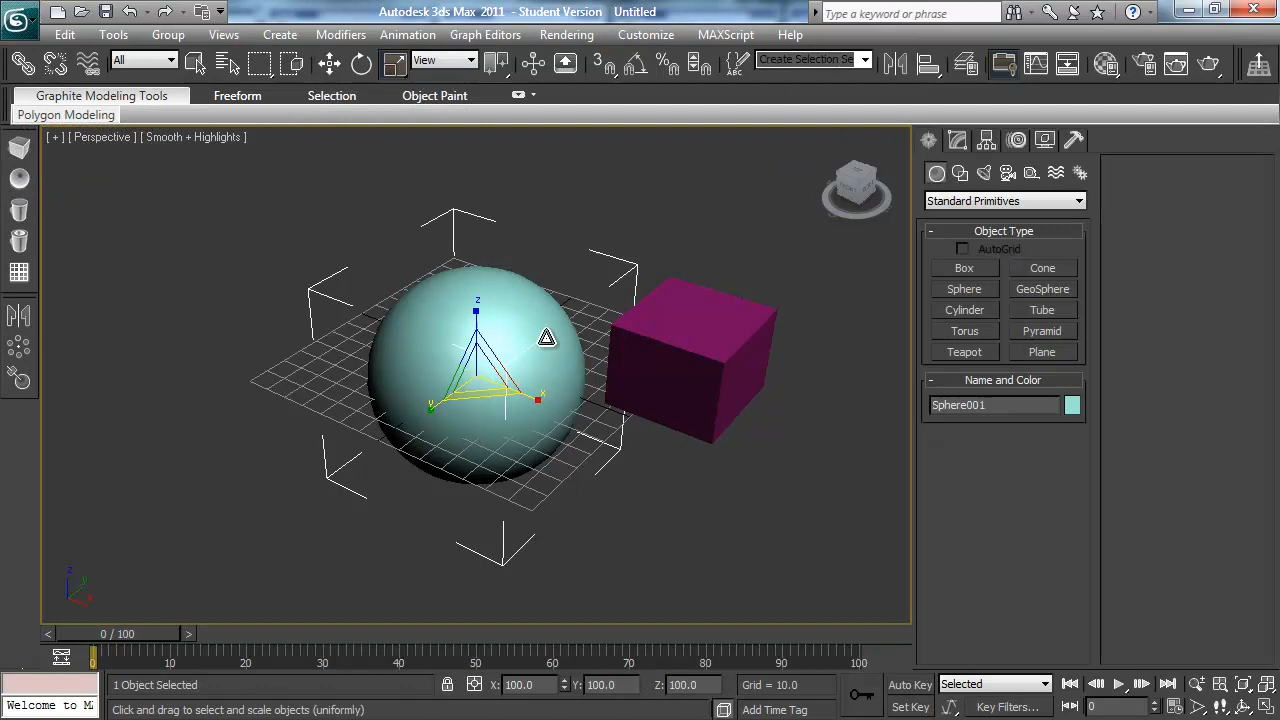 Autodesk 3ds Max 2011 - Student Version Untitled
Type a keyword or phrase
Edit Tools Group Views Create Modifiers Animation Graph Editors Rendering Customize MAXScript Help
All
View
3
Create Selection Se
Graphite Modeling Tools Freeform Selection Object Paint
Polygon Modeling
[ + ] [ Perspective ] [ Smooth + Highlights ]
Standard Primitives
- Object Type
AutoGrid
Box Cone
Sphere GeoSphere
Cylinder Tube
Torus Pyramid
Teapot Plane
- Name and Color
Sphere001
z
x
y
z
y
x
< 0 / 100 >
0 10 20 30 40 50 60 70 80 90 100
1 Object Selected X: 100.0 Y: 100.0 Z: 100.0 Grid = 10.0 Auto Key Selected
Welcome to MA Click and drag to select and scale objects (uniformly) Add Time Tag Set Key Key Filters... 0